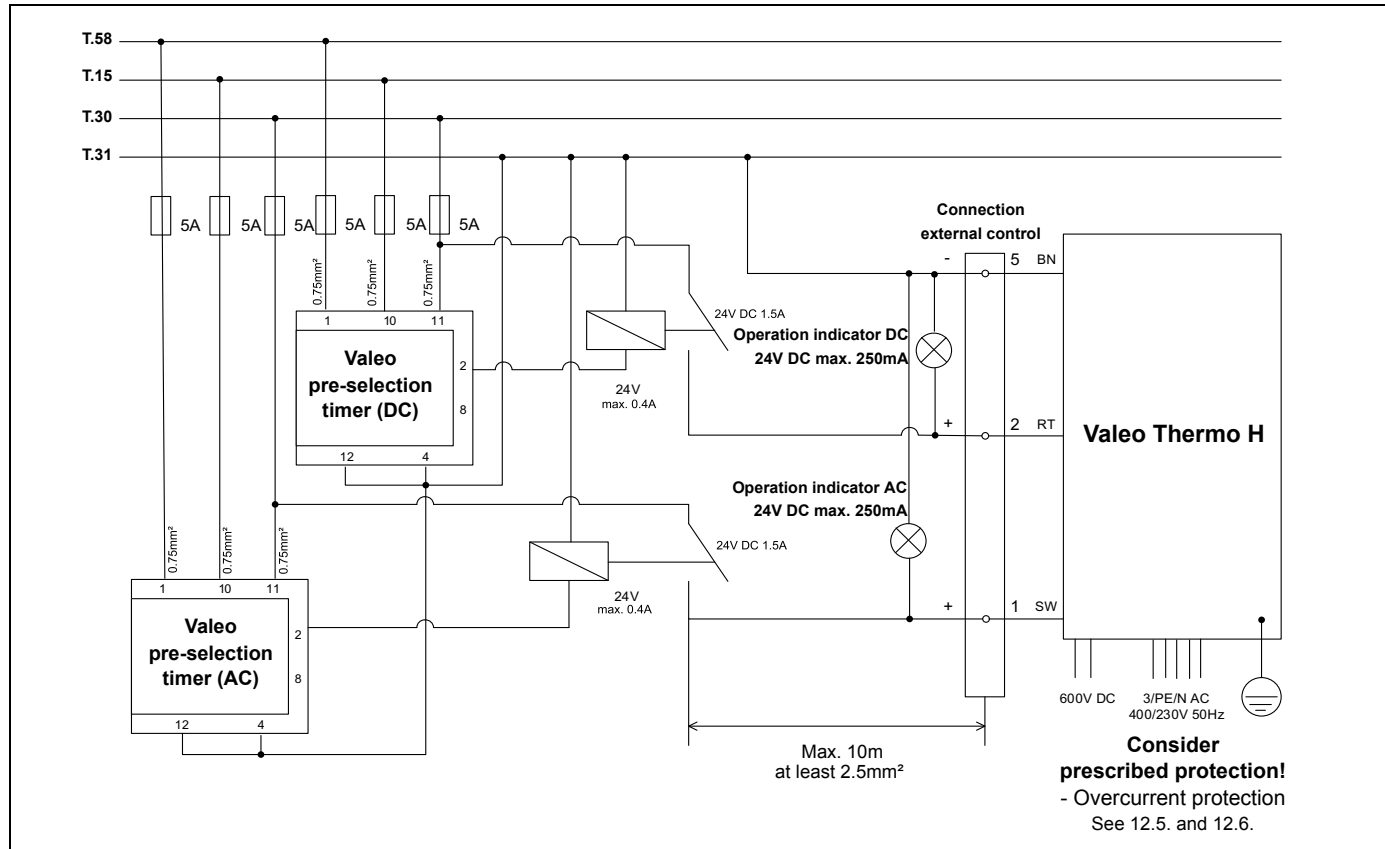 T.58
T.15
T.30
T.31
5A
5A
5A
5A
5A
5A
Connection
external control
-
5
BN
0.75mm²
0.75mm²
0.75mm²
1
10
11
Valeo
pre-selection
timer (DC)
2
8
12
4
24V DC 1.5A
24V
max. 0.4A
Operation indicator DC
24V DC max. 250mA
+
2
RT
Valeo Thermo H
Operation indicator AC
24V DC max. 250mA
0.75mm²
0.75mm²
0.75mm²
1
10
11
Valeo
pre-selection
timer (AC)
2
8
12
4
24V DC 1.5A
24V
max. 0.4A
+
1
SW
600V DC
3/PE/N AC
400/230V 50Hz
Max. 10m
at least 2.5mm²
Consider
prescribed protection!
- Overcurrent protection
See 12.5. and 12.6.